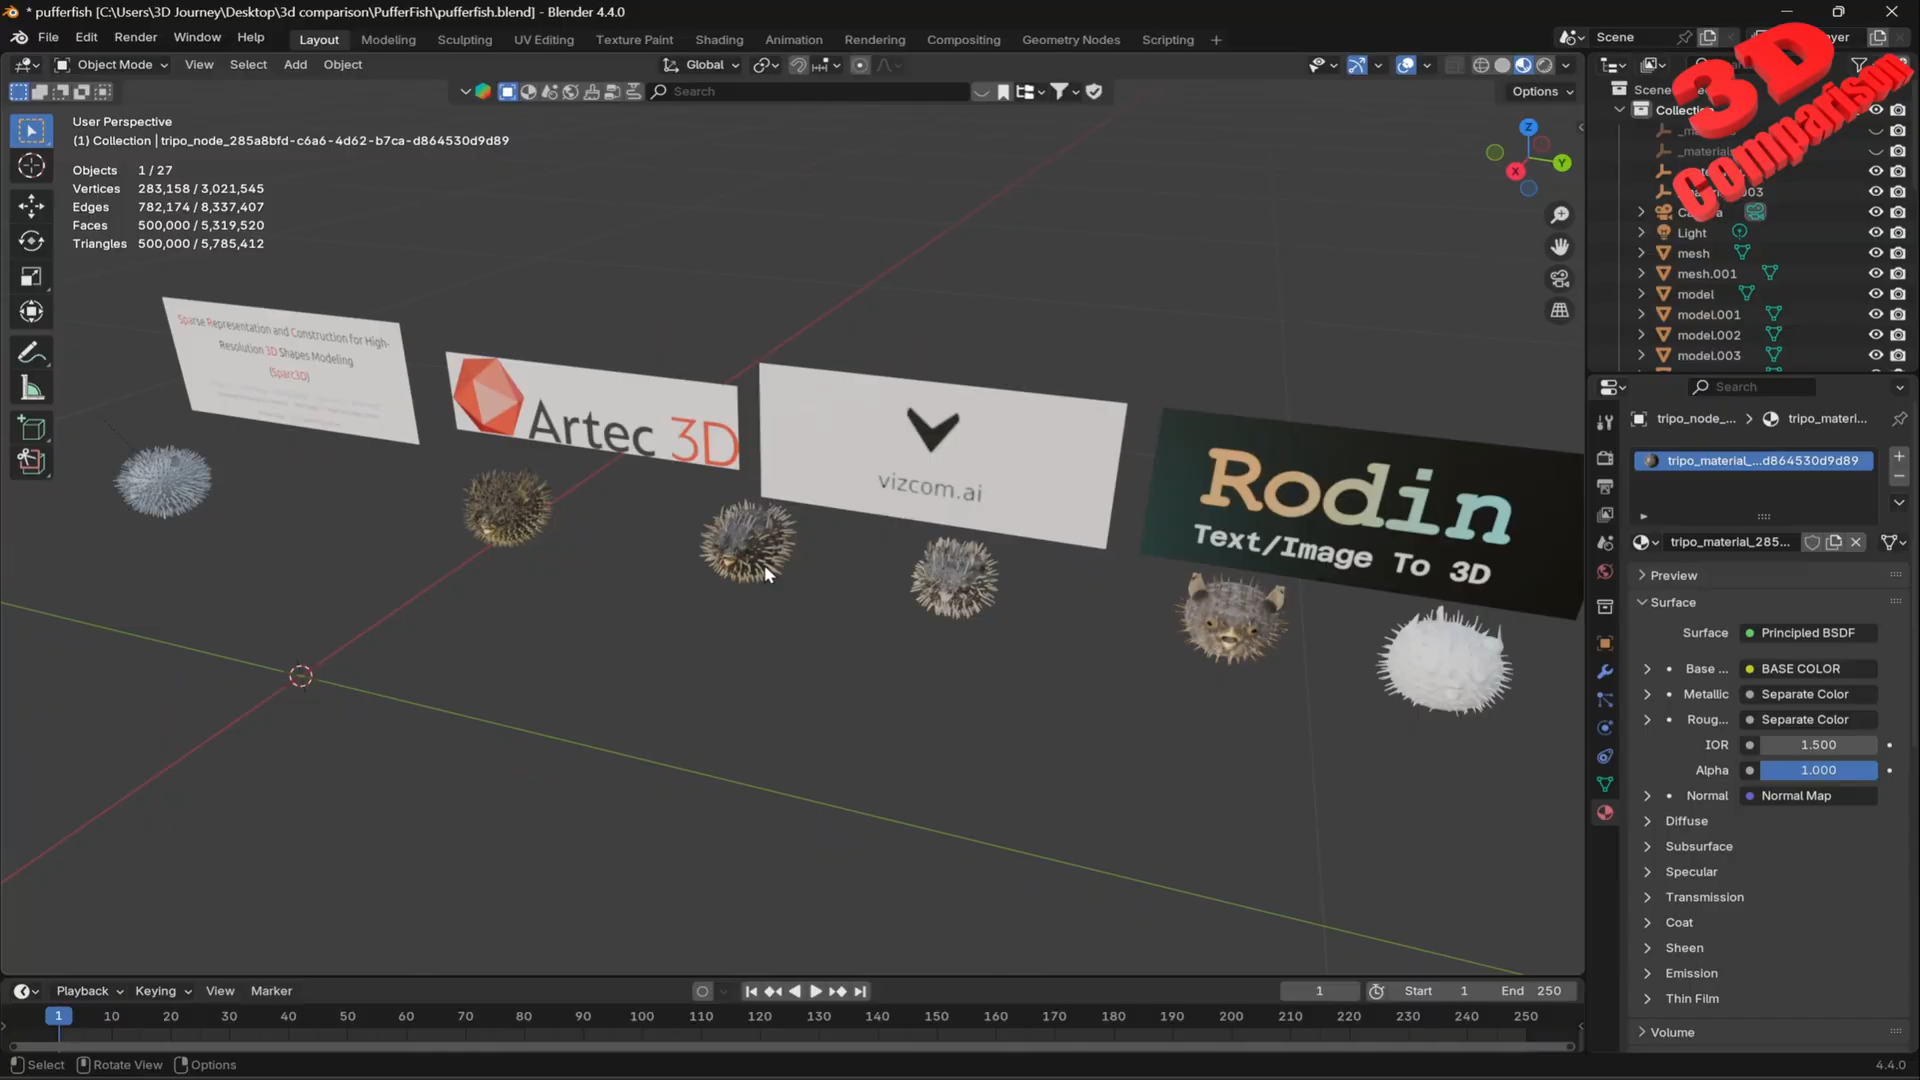 * pufferfish [C:\Users\3D Journey\Desktop\3d comparison\PufferFish\pufferfish.blend] - Blender 4.4.0
File Edit Render Window Help
Layout Modeling Sculpting UV Editing Texture Paint Shading Animation Rendering Compositing Geometry Nodes Scripting +
Scene
Object Mode View Select Add Object
Global
Search
Options
3D
Comparison
User Perspective
(1) Collection | tripo_node_285a8bfd-c6a6-4d62-b7ca-d864530d9d89
Objects 1 / 27
Vertices 283,158 / 3,021,545
Edges 782,174 / 8,337,407
Faces 500,000 / 5,319,520
Triangles 500,000 / 5,785,412
Z
Y
X
Sparse Representation and Construction for High-
Resolution 3D Shapes Modeling
(Sparc3D)
Artec 3D
vizcom.ai
Rodin
Text/Image To 3D
Light
mesh
mesh.001
model
model.001
model.002
model.003
Search
tripo_node_... tripo_materi...
tripo_material_...d864530d9d89
tripo_material_285...
Preview
Surface
Surface Principled BSDF
Base ... BASE COLOR
Metallic Separate Color
Roug... Separate Color
IOR 1.500
Alpha 1.000
Normal Normal Map
Diffuse
Subsurface
Specular
Transmission
Coat
Sheen
Emission
Thin Film
Volume
Playback Keying View Marker
1 Start 1 End 250
1 10 20 30 40 50 60 70 80 90 100 110 120 130 140 150 160 170 180 190 200 210 220 230 240 250
Select Rotate View Options
4.4.0